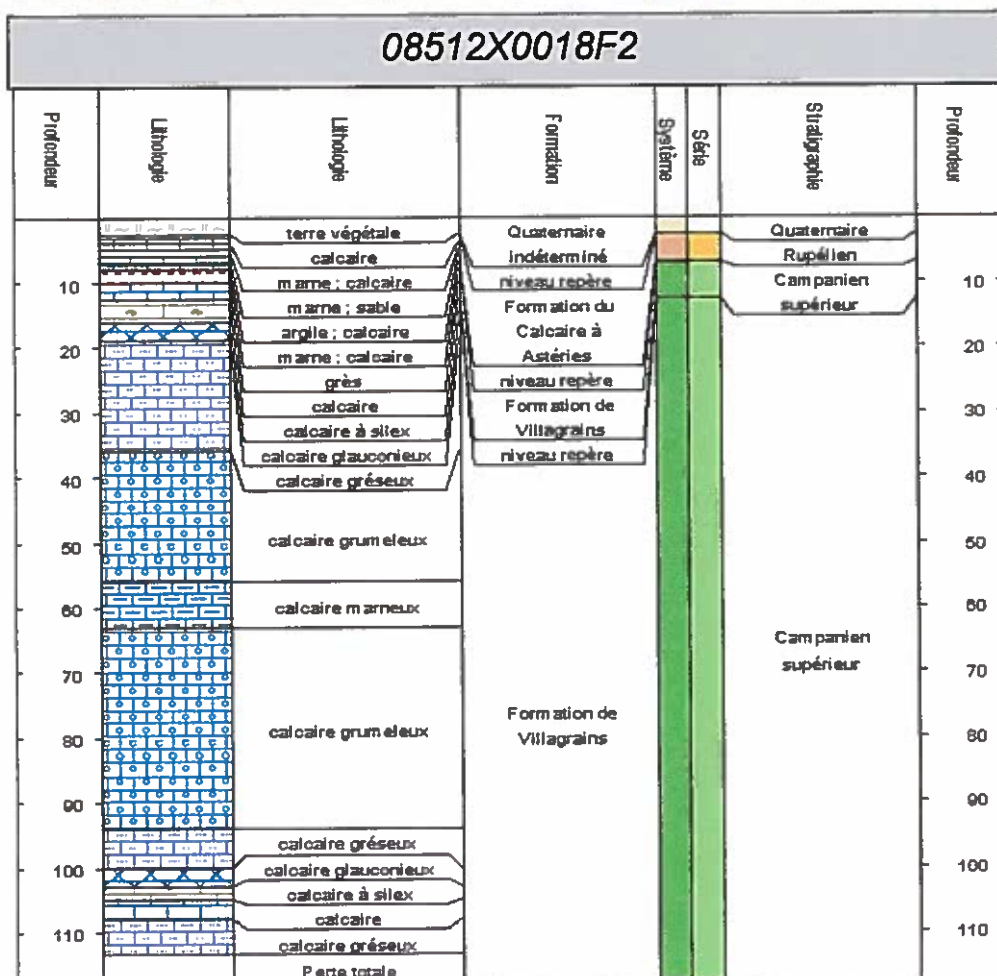 08512X0018F2
Profondeur
Lithologie
Lithologie
Formation
Système
Série
Stratigraphie
Profondeur
10
20
30
40
50
60
70
80
90
100
110
terre végétale
calcaire
marne ; calcaire
marne ; sable
argile ; calcaire
marne ; calcaire
grès
calcaire
calcaire à silex
calcaire glauconieux
calcaire gréseux
calcaire grumeleux
calcaire marneux
calcaire grumeleux
calcaire gréseux
calcaire glauconieux
calcaire à silex
calcaire
calcaire gréseux
Perte totale
Quaternaire
indéterminé
niveau repère
Formation du
Calcaire à
Astéries
niveau repère
Formation de
Villagrains
niveau repère
Formation de
Villagrains
Quaternaire
Rupélien
Campanien
supérieur
Campanien
supérieur
10
20
30
40
50
60
70
80
90
100
110